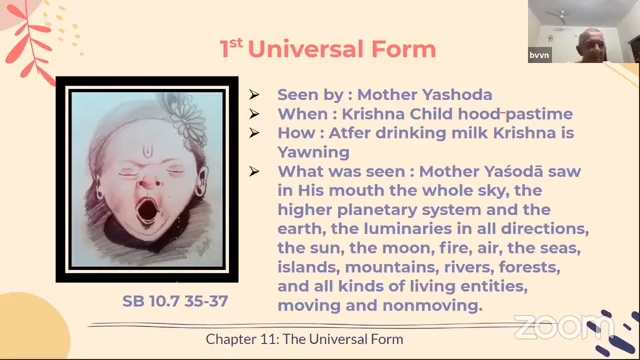 1st Universal Form
bvvn
Seen by : Mother Yashoda
When : Krishna Child hood pastime
How : Atfer drinking milk Krishna is
Yawning
What was seen : Mother Yaśodā saw
in His mouth the whole sky, the
higher planetary system and the
earth, the luminaries in all directions,
the sun, the moon, fire, air, the seas,
islands, mountains, rivers, forests,
and all kinds of living entities,
moving and nonmoving.
SB 10.7 35-37
Chapter 11: The Universal Form
zoom